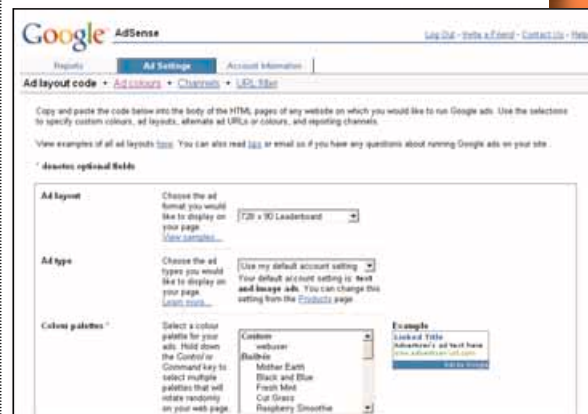 Google AdSense
Log Out - Invite a Friend - Contact Us - Help
Reports Ad Settings Account Information
Ad layout code • Ad colours • Channels • URL filter
Copy and paste the code below into the body of the HTML pages of any website on which you would like to run Google ads. Use the selections
to specify custom colours, ad layouts, alternate ad URLs or colours, and reporting channels.
View examples of all ad layouts here. You can also read tips or email us if you have any questions about running Google ads on your site.
* denotes optional fields
Ad layout
Choose the ad
format you would
like to display on
your page.
View samples...
728 x 90 Leaderboard
Ad type
Choose the ad
types you would
like to display on
your page.
Learn more...
Use my default account setting
Your default account setting is text
and image ads. You can change this
setting from the Products page
Colour palettes *
Select a colour
palette for your
ads. Hold down
the Control or
Command key to
select multiple
palettes that will
rotate randomly
on your web page.
Custom
webuser
Built-in
Mother Earth
Black and Blue
Fresh Mint
Cut Grass
Raspberry Smoothie
Example
Linked Title
Advertiser's ad text here
www.advertiser-url.com
Ads by Google